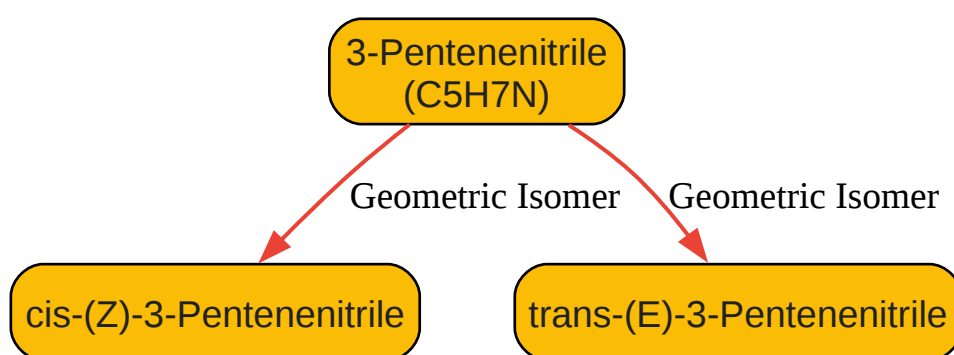 3-Pentenenitrile
(C5H7N)
Geometric Isomer
Geometric Isomer
cis-(Z)-3-Pentenenitrile
trans-(E)-3-Pentenenitrile